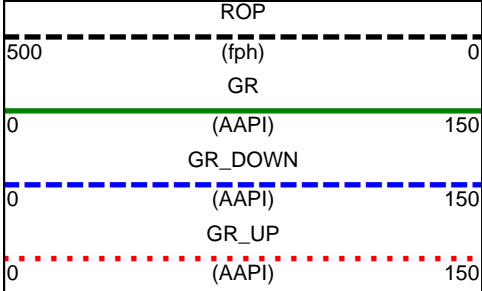 ROP
500 (fph) 0
GR
0 (AAPI) 150
GR_DOWN
0 (AAPI) 150
GR_UP
0 (AAPI) 150